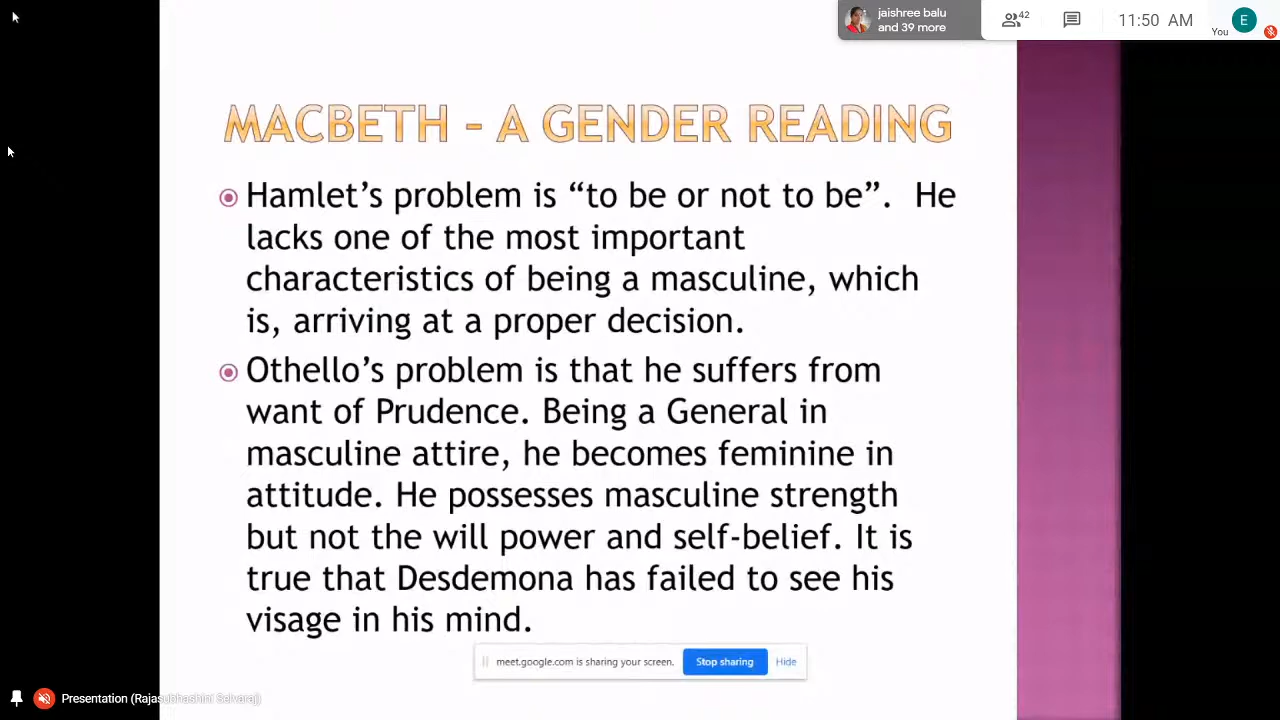 jaishree balu
and 39 more
42
11:50 AM
You
E
MACBETH – A GENDER READING
Hamlet’s problem is “to be or not to be”. He
lacks one of the most important
characteristics of being a masculine, which
is, arriving at a proper decision.
Othello’s problem is that he suffers from
want of Prudence. Being a General in
masculine attire, he becomes feminine in
attitude. He possesses masculine strength
but not the will power and self-belief. It is
true that Desdemona has failed to see his
visage in his mind.
meet.google.com is sharing your screen.
Stop sharing
Hide
Presentation (Rajasubhashini Selvaraj)